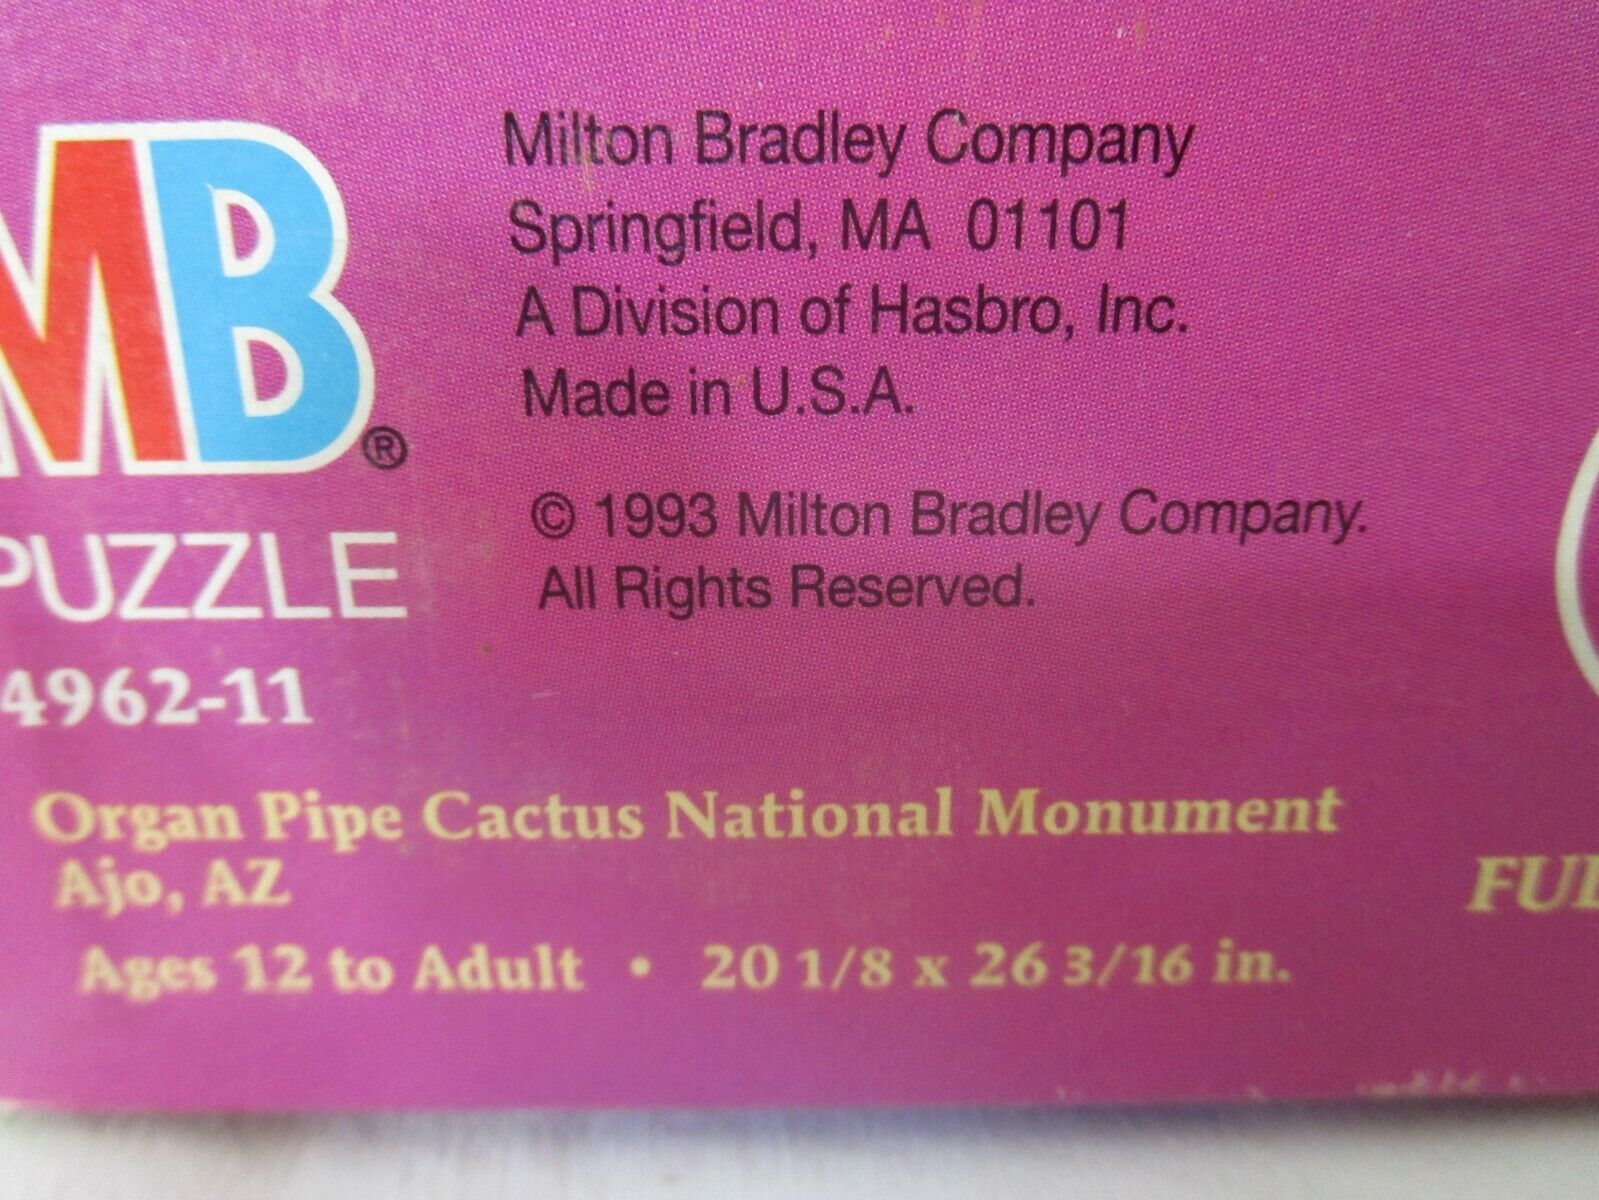 MB®
PUZZLE
4962-11
Milton Bradley Company
Springfield, MA 01101
A Division of Hasbro, Inc.
Made in U.S.A.
© 1993 Milton Bradley Company.
All Rights Reserved.
Organ Pipe Cactus National Monument
Ajo, AZ
Ages 12 to Adult • 20 1/8 x 26 3/16 in.